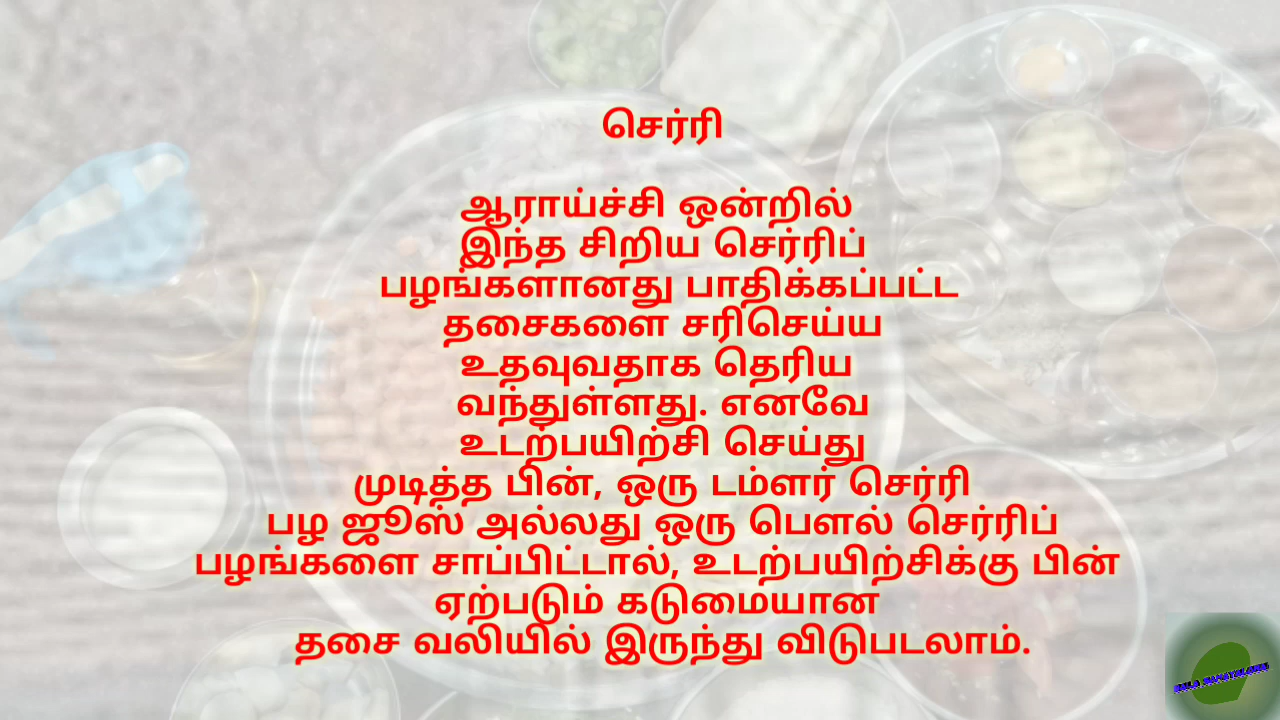 செர்ரி
ஆராய்ச்சி ஒன்றில்
இந்த சிறிய செர்ரிப்
பழங்களானது பாதிக்கப்பட்ட
தசைகளை சரிசெய்ய
உதவுவதாக தெரிய
வந்துள்ளது. எனவே
உடற்பயிற்சி செய்து
முடித்த பின், ஒரு டம்ளர் செர்ரி
பழ ஜூஸ் அல்லது ஒரு பௌல் செர்ரிப்
பழங்களை சாப்பிட்டால், உடற்பயிற்சிக்கு பின்
ஏற்படும் கடுமையான
தசை வலியில் இருந்து விடுபடலாம்.